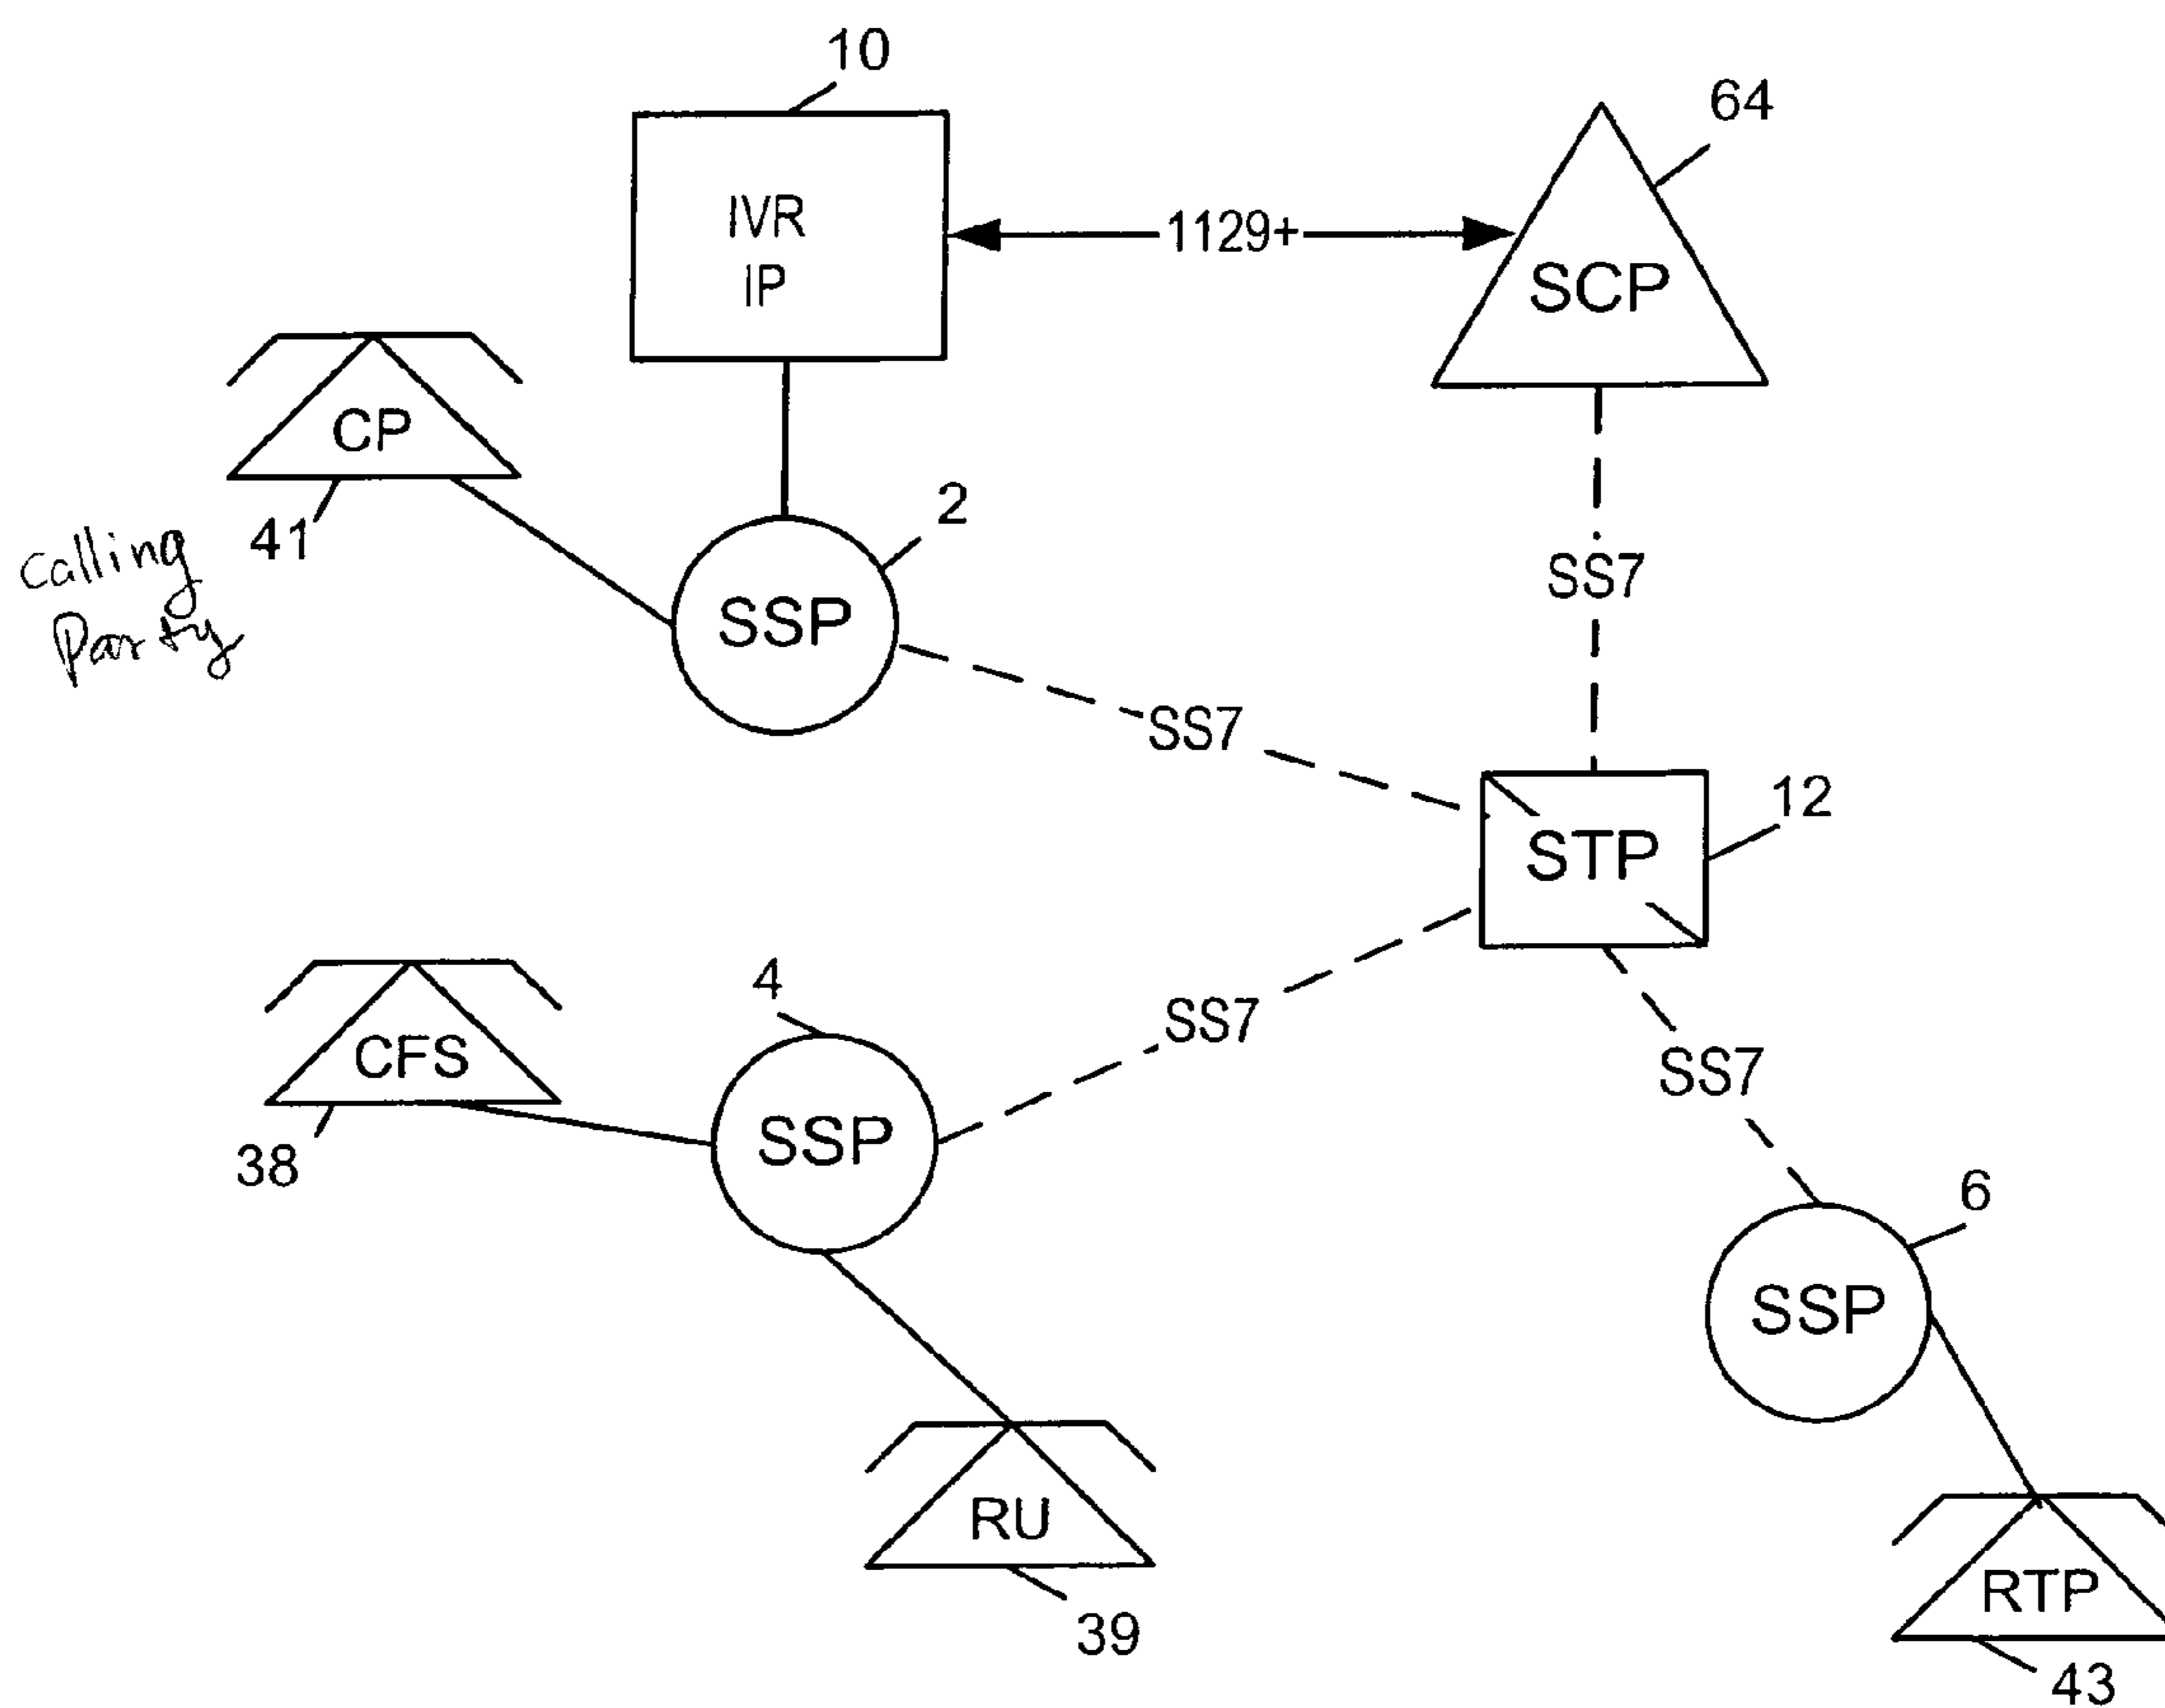 10
64
IVR
IP
1129+
SCP
CP
41
calling
Party
2
SSP
SS7
SS7
12
STP
4
CFS
38
SSP
SS7
SS7
6
SSP
RU
39
RTP
43